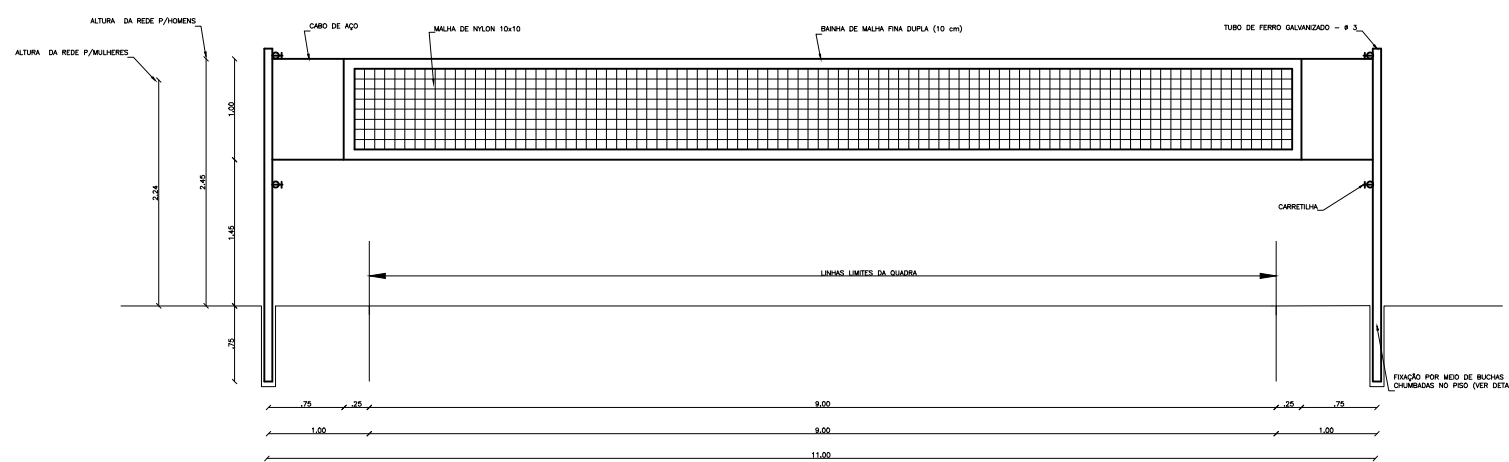 ALTURA DA REDE P/HOMENS
CABO DE AÇO
MALHA DE NYLON 10x10
BAINHA DE MALHA FINA DUPLA (10 cm)
TUBO DE FERRO GALVANIZADO - ø 3
ALTURA DA REDE P/MULHERES
1.00
2.24
2.45
1.45
CARRETILHA
LINHAS LIMITES DA QUADRA
.75
FIXAÇÃO POR MEIO DE BUCHAS
CHUMBADAS NO PISO (VER DETA
.75 .25 9.00 .25 .75
1.00 9.00 1.00
11.00